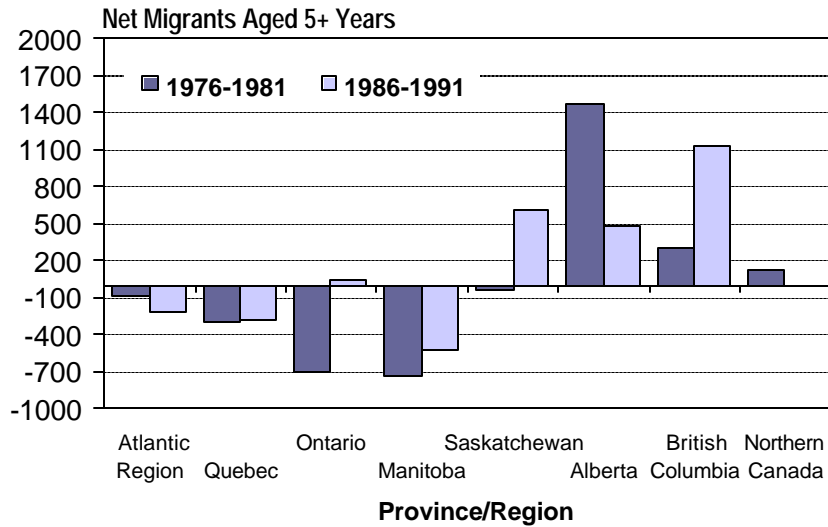 Net Migrants Aged 5+ Years
2000
1700
1400
1100
800
500
200
-100
-400
-700
-1000
1976-1981 1986-1991
Atlantic Region
Quebec
Ontario
Manitoba
Saskatchewan
Alberta
British Columbia
Northern Canada
Province/Region